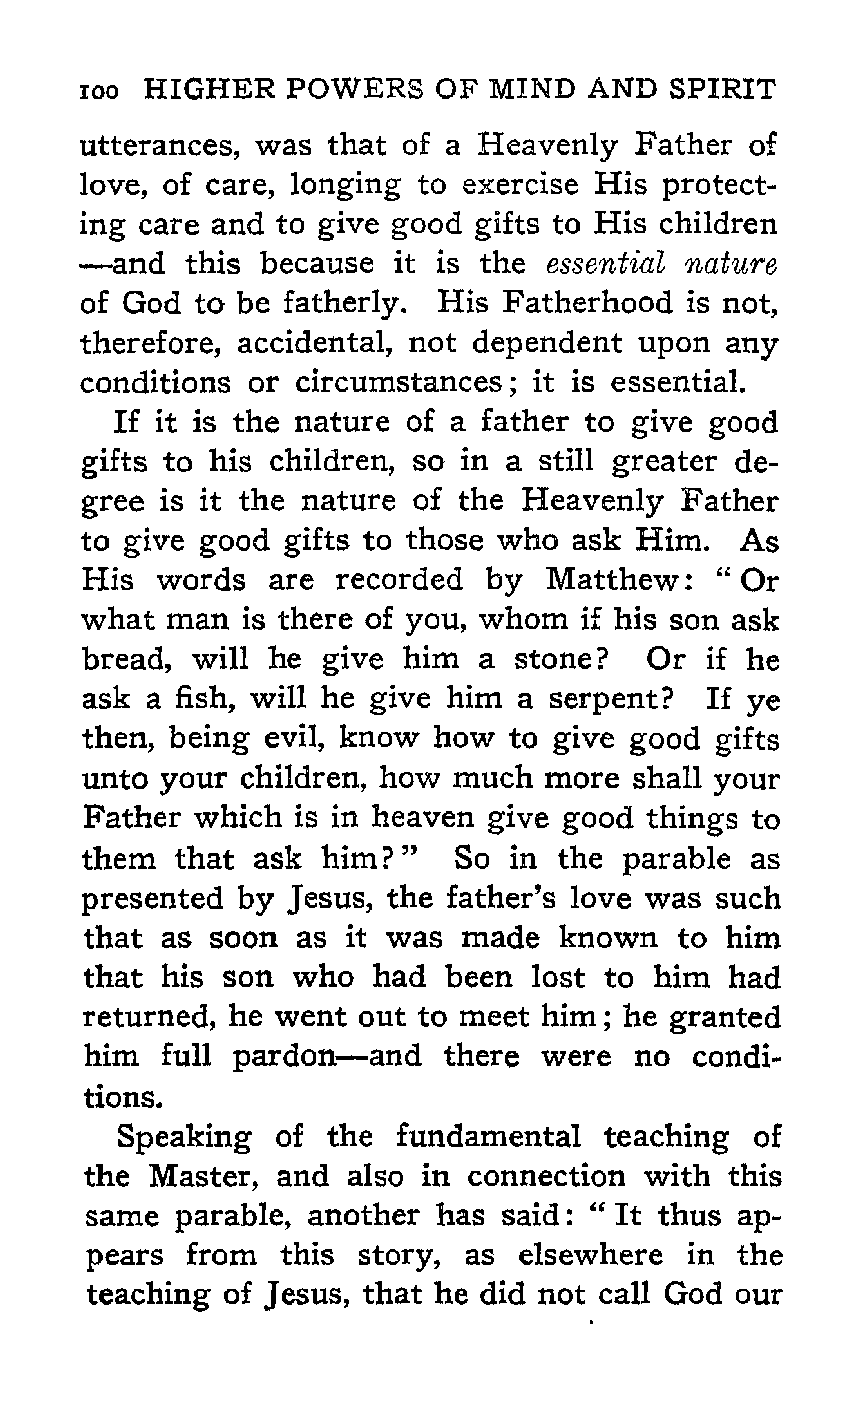 100 HIGHER POWERS OF MIND AND SPIRIT
utterances, was that of a Heavenly Father of
love, of care, longing to exercise His protect-
ing care and to give good gifts to His children
—and this because it is the essential nature
of God to be fatherly. His Fatherhood is not,
therefore, accidental, not dependent upon any
conditions or circumstances; it is essential.
If it is the nature of a father to give good
gifts to his children, so in a still greater de-
gree is it the nature of the Heavenly Father
to give good gifts to those who ask Him. As
His words are recorded by Matthew: “ Or
what man is there of you, whom if his son ask
bread, will he give him a stone? Or if he
ask a fish, will he give him a serpent? If ye
then, being evil, know how to give good gifts
unto your children, how much more shall your
Father which is in heaven give good things to
them that ask him? ” So in the parable as
presented by Jesus, the father’s love was such
that as soon as it was made known to him
that his son who had been lost to him had
returned, he went out to meet him; he granted
him full pardon—and there were no condi-
tions.
Speaking of the fundamental teaching of
the Master, and also in connection with this
same parable, another has said: “ It thus ap-
pears from this story, as elsewhere in the
teaching of Jesus, that he did not call God our